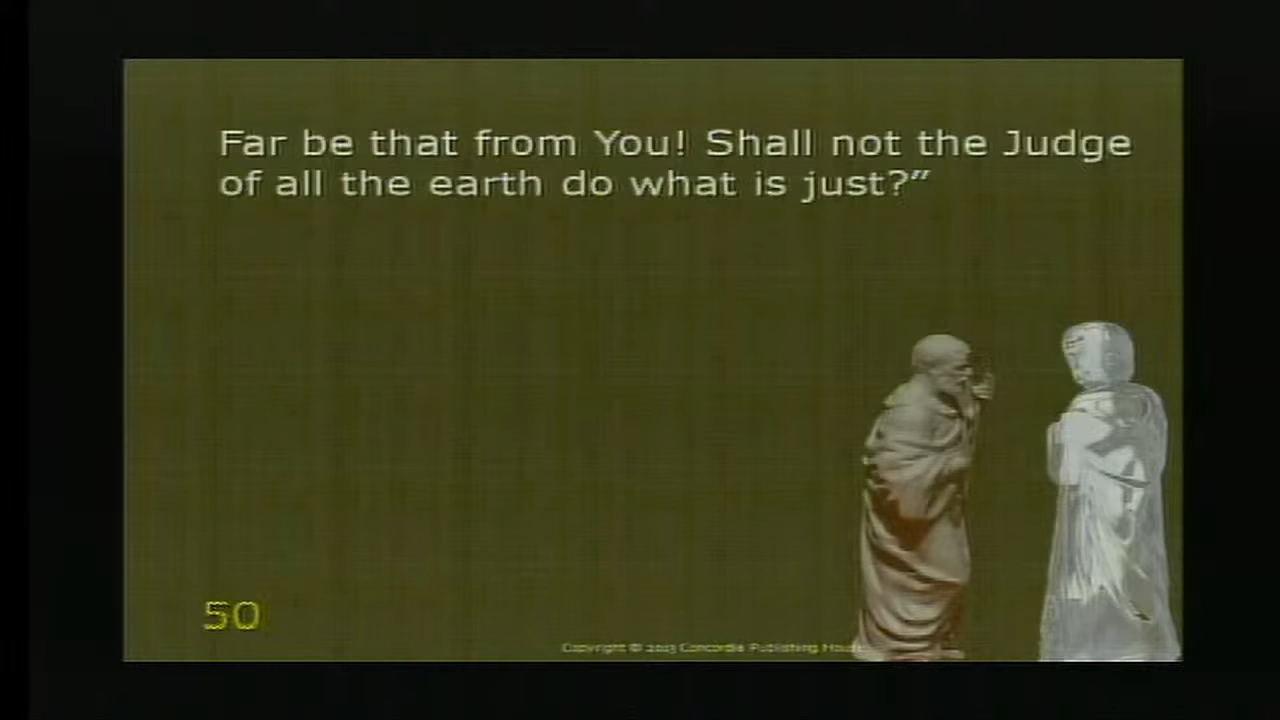 Far be that from You! Shall not the Judge
of all the earth do what is just?”
50
Copyright © 2013 Concordia Publishing House